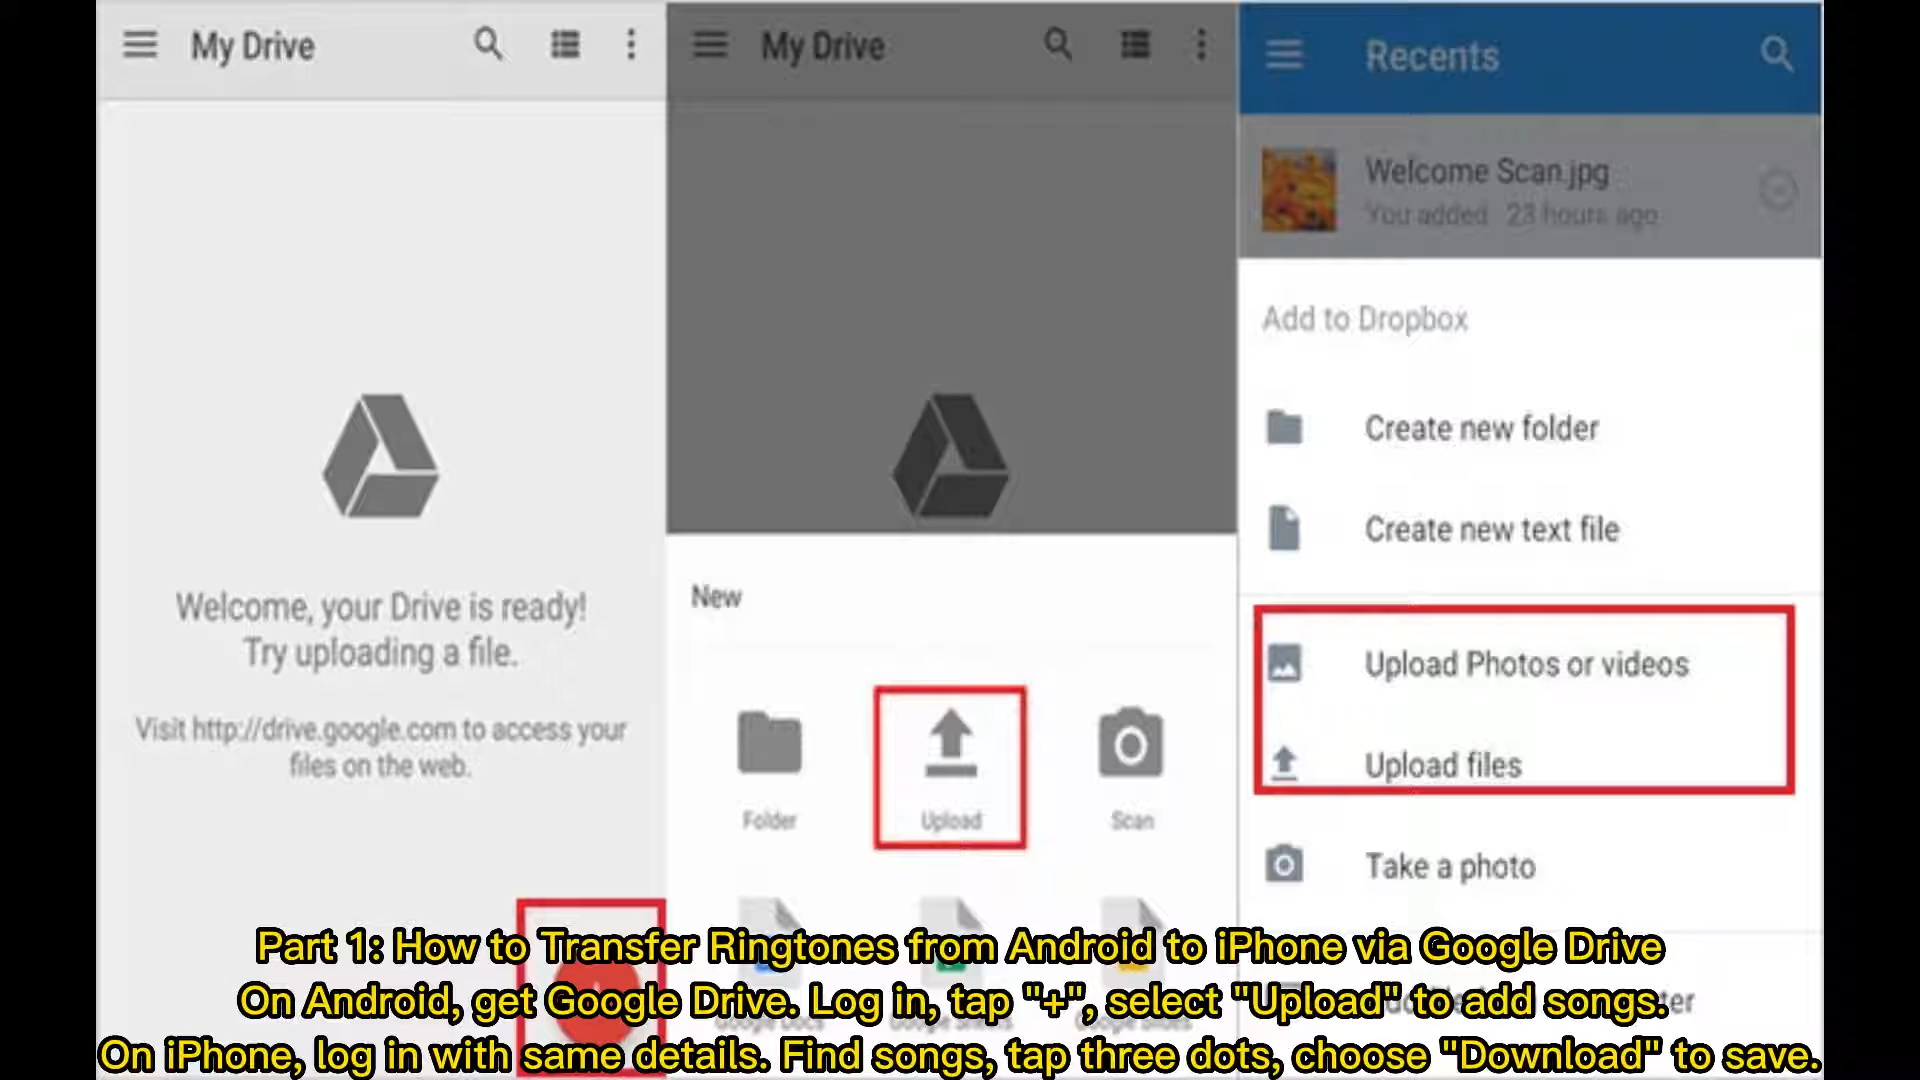 My Drive
Welcome, your Drive is ready!
Try uploading a file.
Visit http://drive.google.com to access your
files on the web.
My Drive
New
Folder
Upload
Scan
Recents
Welcome Scan.jpg
You added 23 hours ago
Add to Dropbox
Create new folder
Create new text file
Upload Photos or videos
Upload files
Take a photo
Part 1: How to Transfer Ringtones from Android to iPhone via Google Drive
On Android, get Google Drive. Log in, tap "+", select "Upload" to add songs.
On iPhone, log in with same details. Find songs, tap three dots, choose "Download" to save.